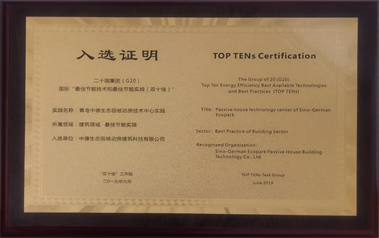 入选证明
二十国集团（G20）
国际“最佳节能技术和最佳节能实践（双十佳）”
实践名称：青岛中德生态园被动房技术中心实践
所属领域：建筑领域 最佳节能实践
入选单位：中德生态园被动房建筑科技有限公司
“双十佳”工作组
二〇一九年六月
TOP TENs Certification
The Group of 20 (G20)
Top Ten Energy Efficiency Best Available Technologies
and Best Practices (TOP TENs)
Title: Passive house technology center of Sino-German
Ecopark
Sector: Best Practice of Building Sector
Recognized Organisation:
Sino-German Ecopark Passive House Building
Technology Co., Ltd
TOP TENs Task Group
June 2019